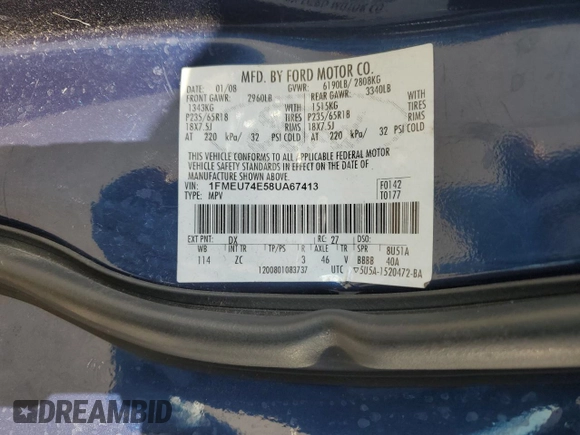 MFD. BY FORD MOTOR CO.
DATE: 01/08 GVWR: 6190LB/ 2808KG
FRONT GAWR: 2960LB REAR GAWR: 3340LB
1343KG 1515KG
P235/65R18 TIRES P235/65R18 TIRES
18X7.5J RIMS 18X7.5J RIMS
AT 220 kPa/ 32 PSI COLD AT 220 kPa/ 32 PSI COLD
THIS VEHICLE CONFORMS TO ALL APPLICABLE FEDERAL MOTOR
VEHICLE SAFETY STANDARDS IN EFFECT ON THE DATE OF
MANUFACTURE SHOWN ABOVE.
VIN: 1FMEU74E58UA67413 F0142
TYPE: MPV T0177
EXT PNT: DX RC: 27 DSO:
WB INT TR TP/PS R AXLE TR SPR 8U51A
114 ZC 3 46 V BBBB 40A
1200801083737 UTC 5U5A-1520472-BA
DREAMBID